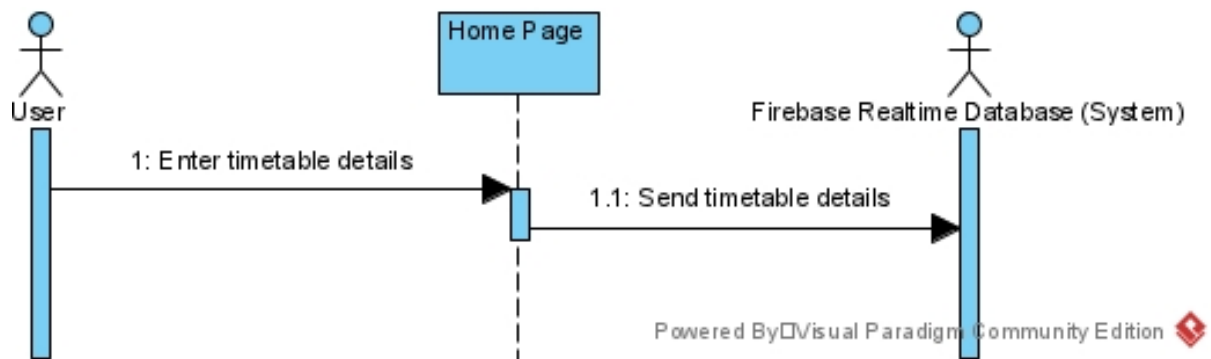 Home Page
User
Firebase Realtime Database (System)
1: Enter timetable details
1.1: Send timetable details
Powered By□Visual Paradigm Community Edition